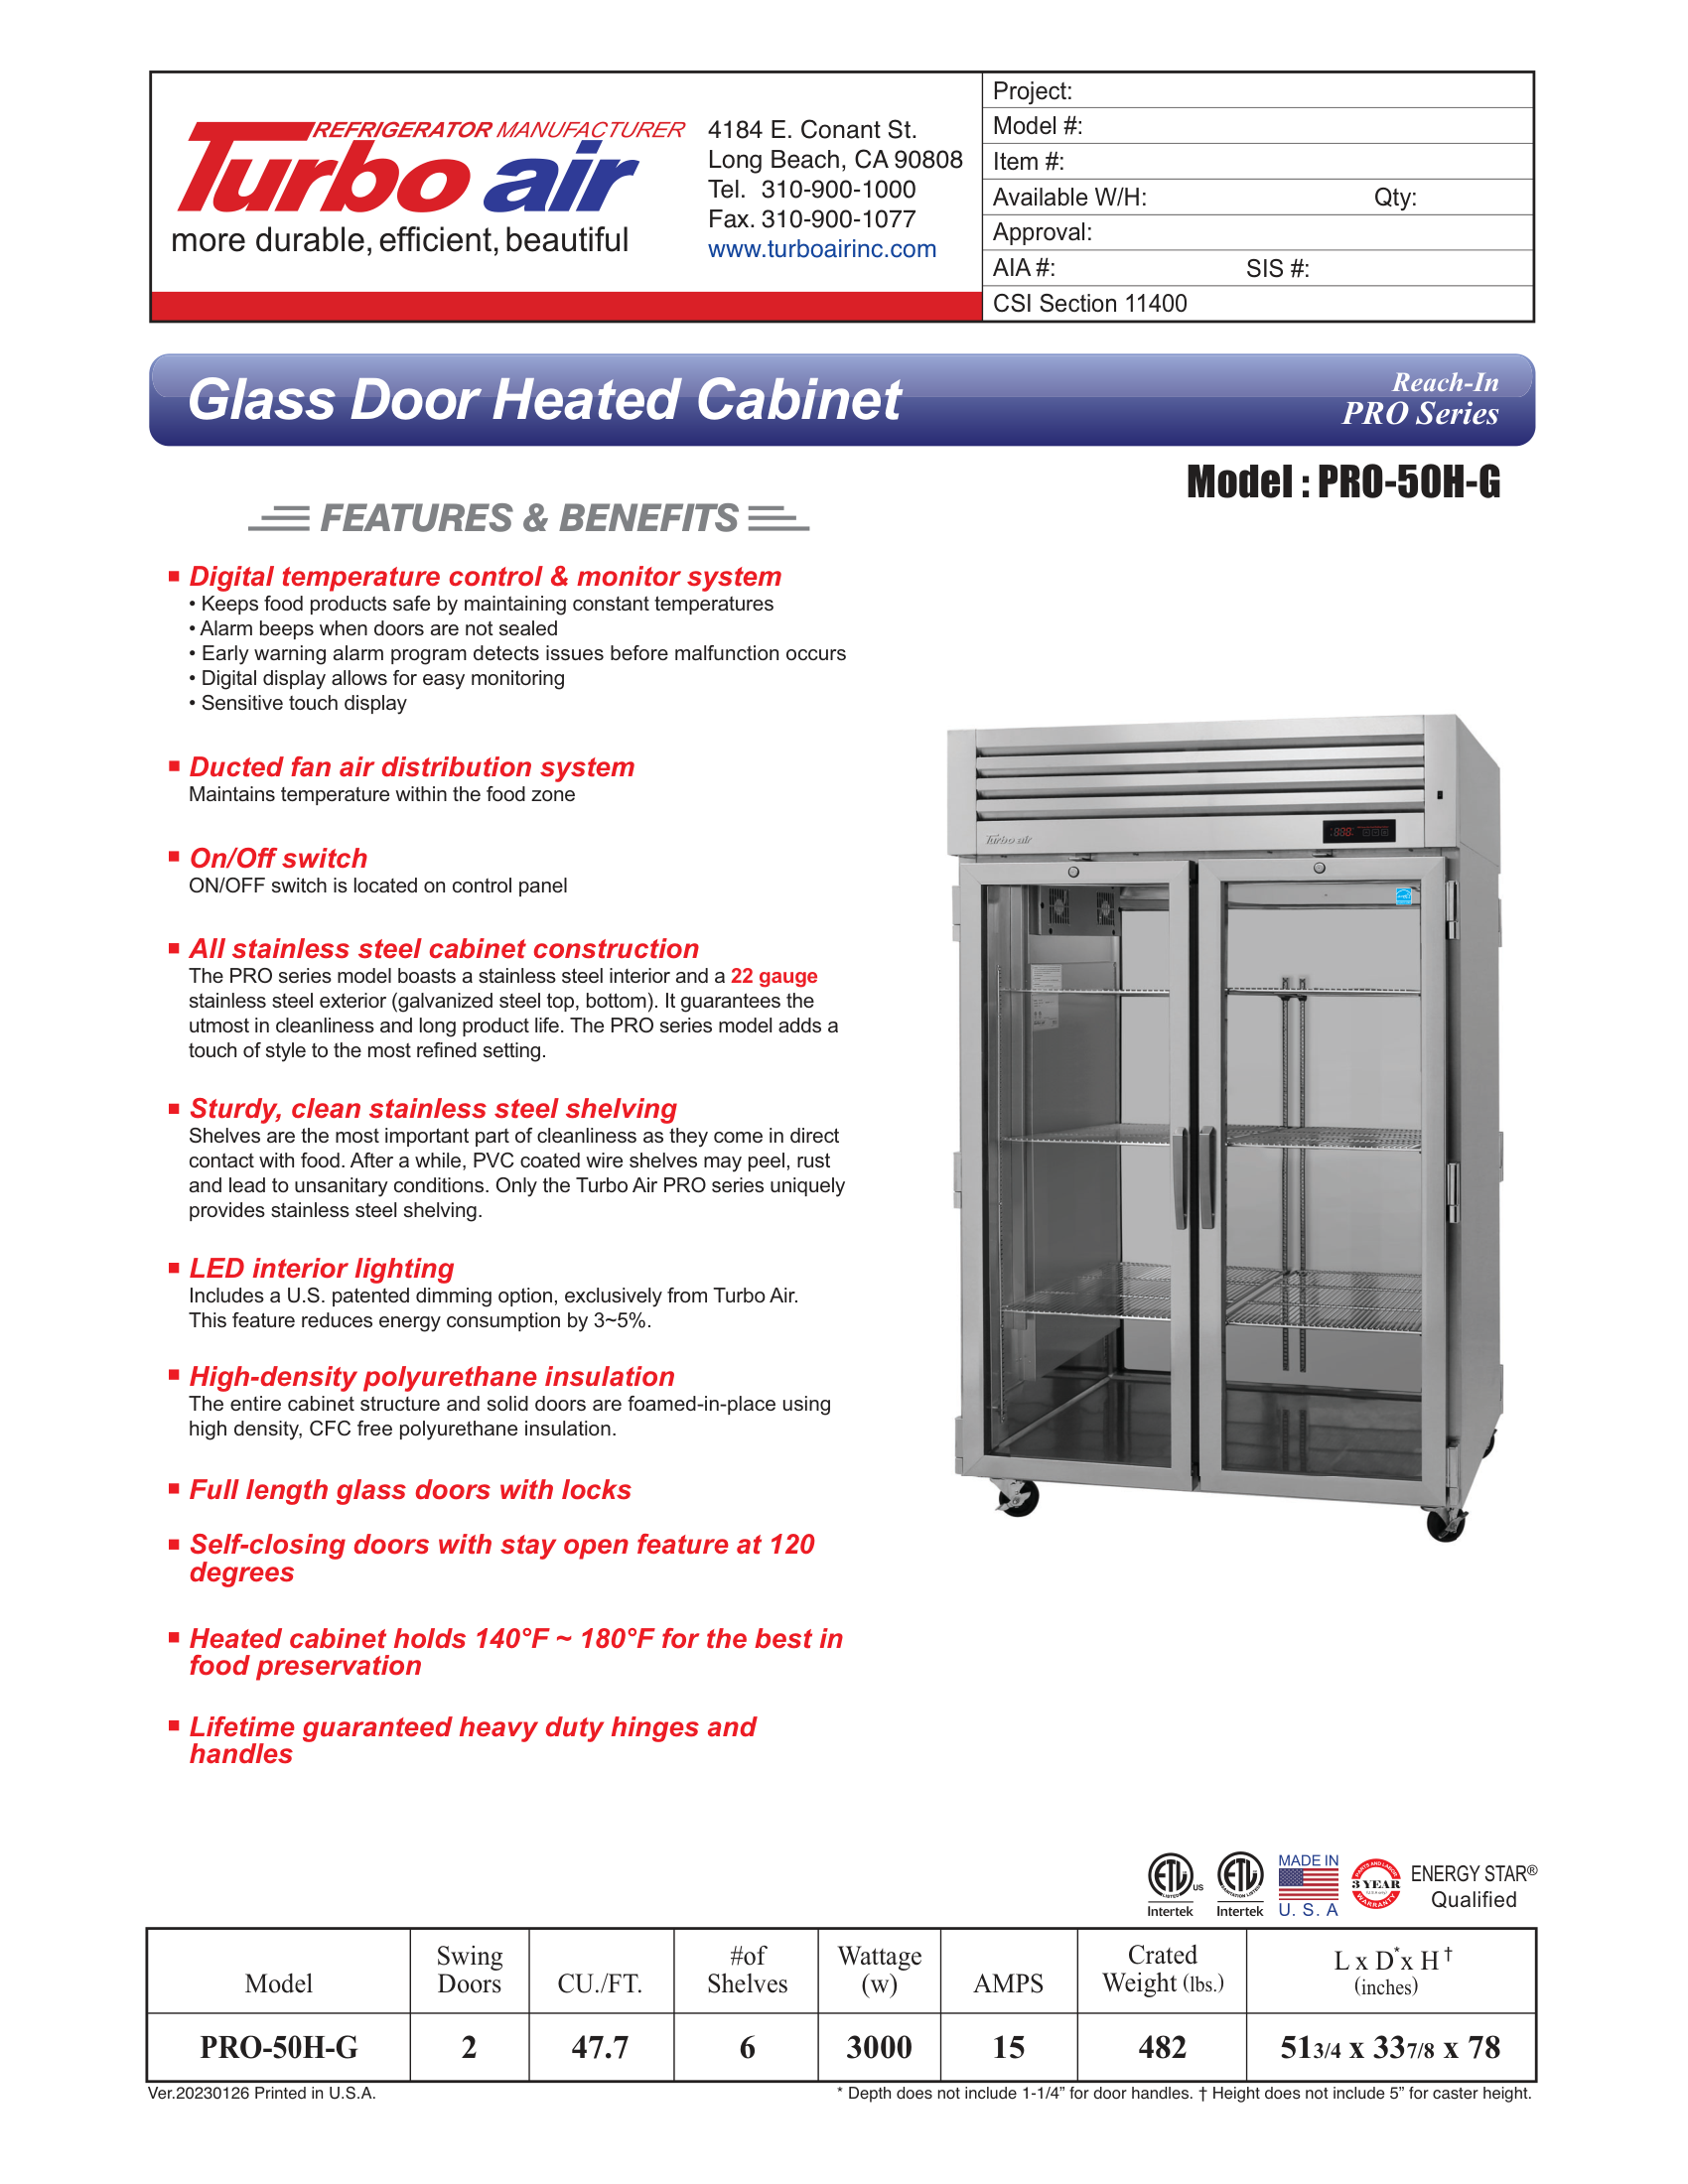 REFRIGERATOR MANUFACTURER
Turbo air
more durable, efficient, beautiful
4184 E. Conant St.
Long Beach, CA 90808
Tel. 310-900-1000
Fax. 310-900-1077
www.turboairinc.com
Project:
Model #:
Item #:
Available W/H: Qty:
Approval:
AIA #: SIS #:
CSI Section 11400
Glass Door Heated Cabinet
Reach-In
PRO Series
Model : PRO-50H-G
FEATURES & BENEFITS
Digital temperature control & monitor system
• Keeps food products safe by maintaining constant temperatures
• Alarm beeps when doors are not sealed
• Early warning alarm program detects issues before malfunction occurs
• Digital display allows for easy monitoring
• Sensitive touch display
Ducted fan air distribution system
Maintains temperature within the food zone
On/Off switch
ON/OFF switch is located on control panel
All stainless steel cabinet construction
The PRO series model boasts a stainless steel interior and a 22 gauge
stainless steel exterior (galvanized steel top, bottom). It guarantees the
utmost in cleanliness and long product life. The PRO series model adds a
touch of style to the most refined setting.
Sturdy, clean stainless steel shelving
Shelves are the most important part of cleanliness as they come in direct
contact with food. After a while, PVC coated wire shelves may peel, rust
and lead to unsanitary conditions. Only the Turbo Air PRO series uniquely
provides stainless steel shelving.
LED interior lighting
Includes a U.S. patented dimming option, exclusively from Turbo Air.
This feature reduces energy consumption by 3~5%.
High-density polyurethane insulation
The entire cabinet structure and solid doors are foamed-in-place using
high density, CFC free polyurethane insulation.
Full length glass doors with locks
Self-closing doors with stay open feature at 120
degrees
Heated cabinet holds 140°F ~ 180°F for the best in
food preservation
Lifetime guaranteed heavy duty hinges and
handles
Turbo air
ETL LISTED US
Intertek
ETL SANITATION LISTED
Intertek
MADE IN
U. S. A
PARTS AND LABOR
3 YEAR
WARRANTY
ENERGY STAR®
Qualified
Model Swing Doors CU./FT. #of Shelves Wattage (w) AMPS Crated Weight (lbs.) L x D* x H† (inches)
PRO-50H-G 2 47.7 6 3000 15 482 51 3/4 x 33 7/8 x 78
Ver.20230126 Printed in U.S.A.
* Depth does not include 1-1/4” for door handles. † Height does not include 5” for caster height.